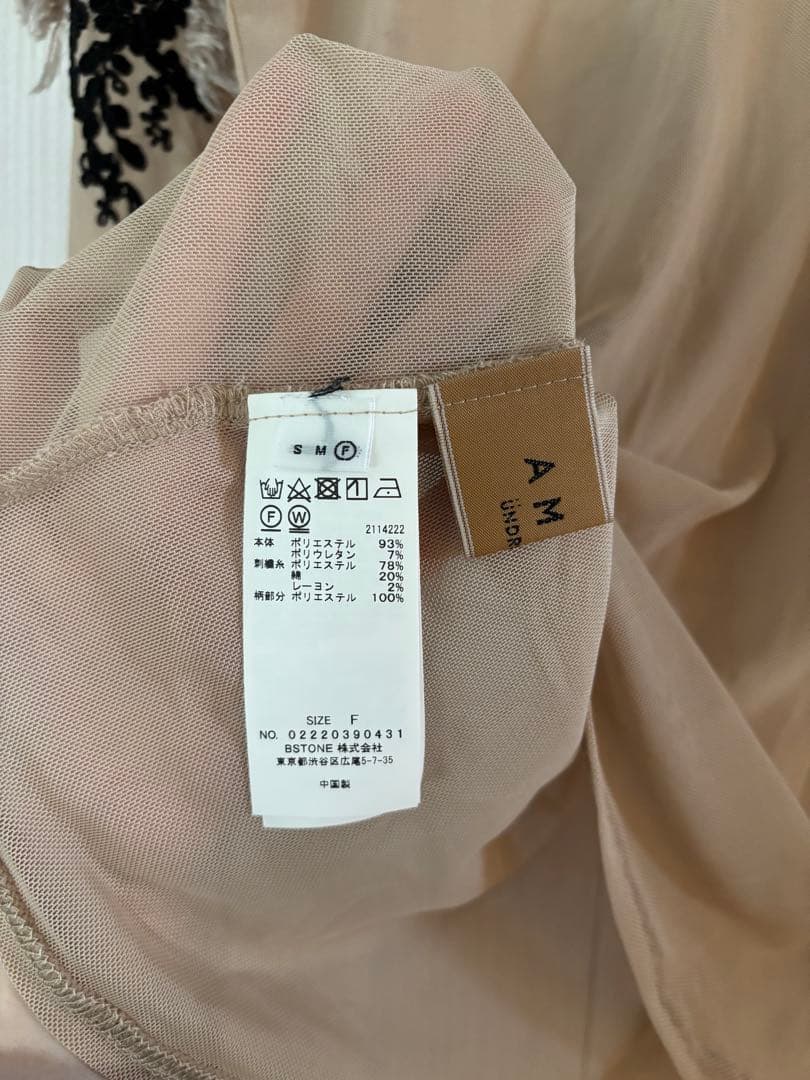 S M F
F W
2114222
本体 ポリエステル 93%
ポリウレタン 7%
刺繍糸 ポリエステル 78%
綿 20%
レーヨン 2%
柄部分 ポリエステル 100%
SIZE F
NO. 02220390431
BSTONE 株式会社
東京都渋谷区広尾5-7-35
中国製
AM
UNDR